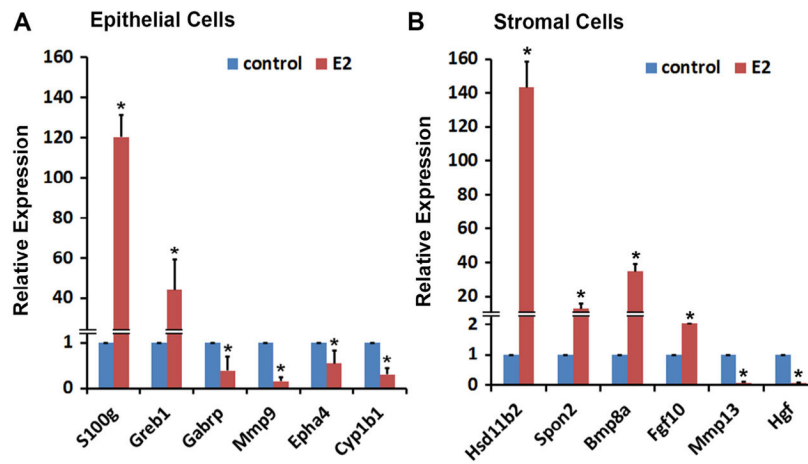 A Epithelial Cells
control E2
Relative Expression
160
140
120
100
80
60
40
1
0
* * * * * *
S100g Greb1 Gabrp Mmp9 Epha4 Cyp1b1
B Stromal Cells
control E2
Relative Expression
160
140
120
100
80
60
40
20
2
1
0
* * * * * *
Hsd11b2 Spon2 Bmp8a Fgf10 Mmp13 Hgf